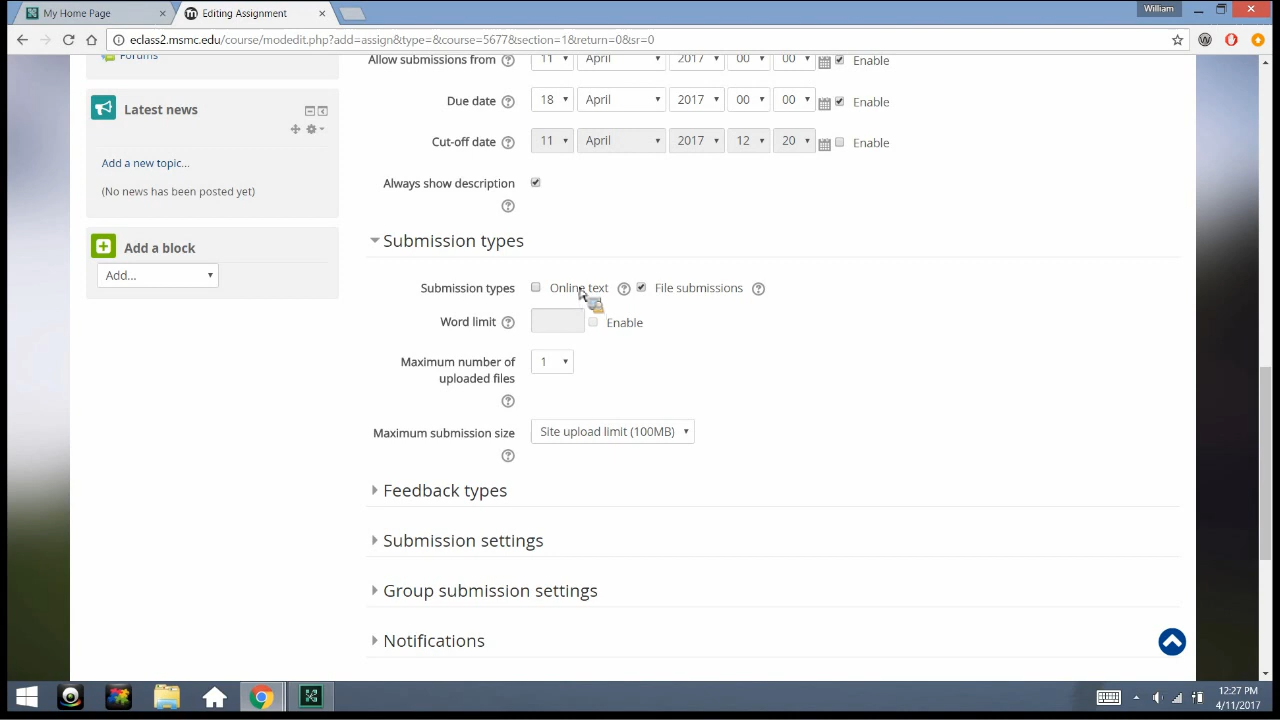 My Home Page
Editing Assignment
William
eclass2.msmc.edu/course/modedit.php?add=assign&type=&course=5677&section=1&return=0&sr=0
Forums
Latest news
Add a new topic...
(No news has been posted yet)
Add a block
Add...
Allow submissions from 11 April 2017 00 00 Enable
Due date 18 April 2017 00 00 Enable
Cut-off date 11 April 2017 12 20 Enable
Always show description
Submission types
Submission types Online text File submissions
Word limit Enable
Maximum number of 1
uploaded files
Maximum submission size Site upload limit (100MB)
Feedback types
Submission settings
Group submission settings
Notifications
12:27 PM
4/11/2017